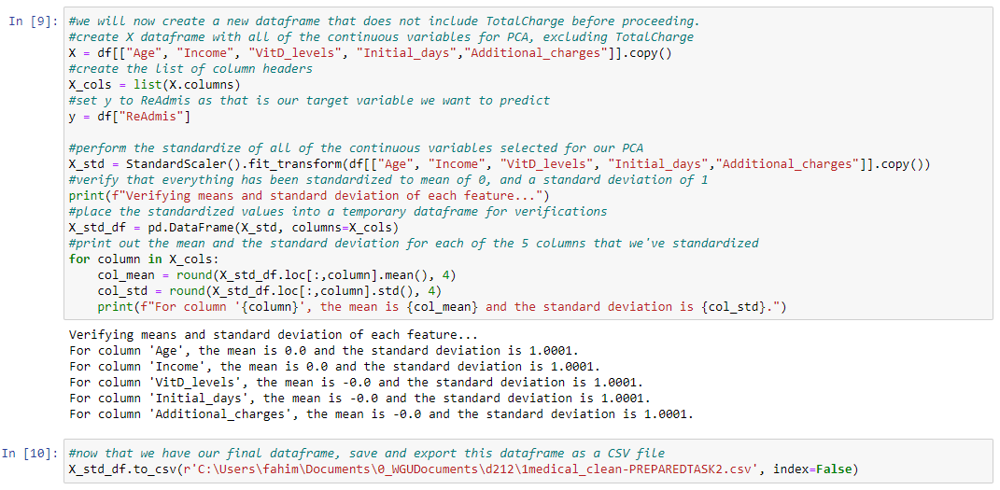 In [9]: #we will now create a new dataframe that does not include TotalCharge before proceeding.
#create X dataframe with all of the continuous variables for PCA, excluding TotalCharge
X = df[["Age", "Income", "VitD_levels", "Initial_days","Additional_charges"]].copy()
#create the list of column headers
X_cols = list(X.columns)
#set y to ReAdmis as that is our target variable we want to predict
y = df["ReAdmis"]
#perform the standardize of all of the continuous variables selected for our PCA
X_std = StandardScaler().fit_transform(df[["Age", "Income", "VitD_levels", "Initial_days","Additional_charges"]].copy())
#verify that everything has been standardized to mean of 0, and a standard deviation of 1
print(f"Verifying means and standard deviation of each feature...")
#place the standardized values into a temporary dataframe for verifications
X_std_df = pd.DataFrame(X_std, columns=X_cols)
#print out the mean and the standard deviation for each of the 5 columns that we've standardized
for column in X_cols:
    col_mean = round(X_std_df.loc[:,column].mean(), 4)
    col_std = round(X_std_df.loc[:,column].std(), 4)
    print(f"For column '{column}', the mean is {col_mean} and the standard deviation is {col_std}.")
Verifying means and standard deviation of each feature...
For column 'Age', the mean is 0.0 and the standard deviation is 1.0001.
For column 'Income', the mean is 0.0 and the standard deviation is 1.0001.
For column 'VitD_levels', the mean is -0.0 and the standard deviation is 1.0001.
For column 'Initial_days', the mean is -0.0 and the standard deviation is 1.0001.
For column 'Additional_charges', the mean is -0.0 and the standard deviation is 1.0001.
In [10]: #now that we have our final dataframe, save and export this dataframe as a CSV file
X_std_df.to_csv(r'C:\Users\fahim\Documents\0_WGUDocuments\d212\1medical_clean-PREPAREDTASK2.csv', index=False)